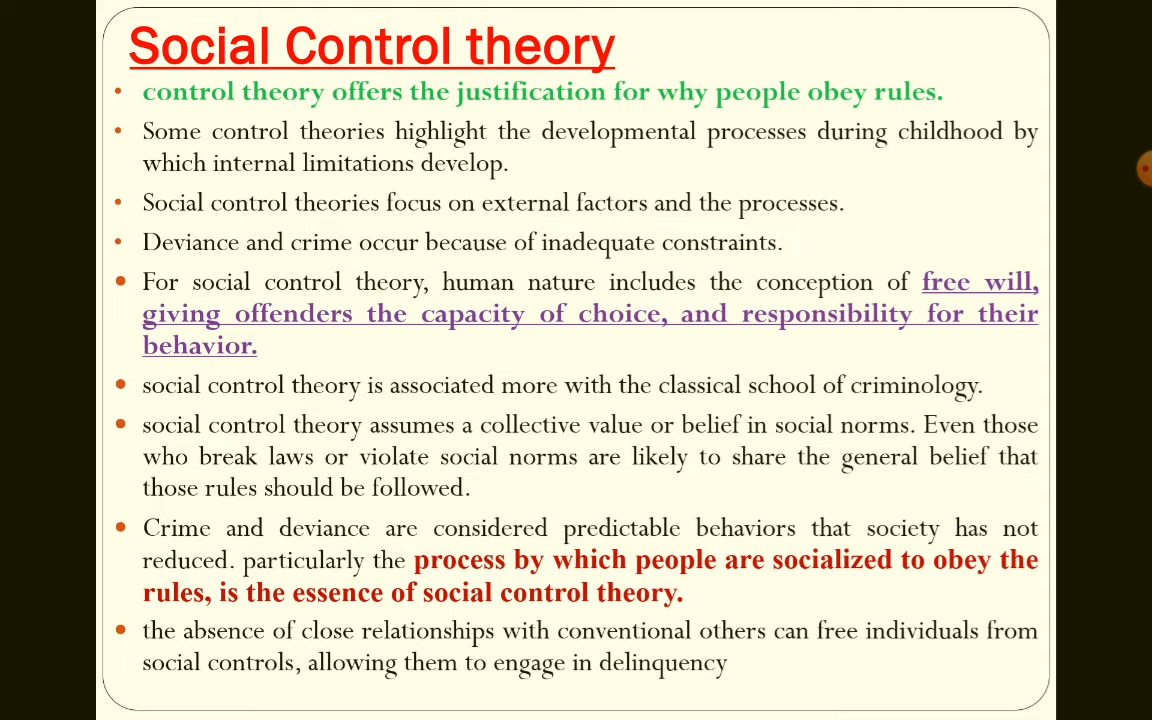 Social Control theory
• control theory offers the justification for why people obey rules.
• Some control theories highlight the developmental processes during childhood by
which internal limitations develop.
• Social control theories focus on external factors and the processes.
• Deviance and crime occur because of inadequate constraints.
• For social control theory, human nature includes the conception of free will,
giving offenders the capacity of choice, and responsibility for their
behavior.
• social control theory is associated more with the classical school of criminology.
• social control theory assumes a collective value or belief in social norms. Even those
who break laws or violate social norms are likely to share the general belief that
those rules should be followed.
• Crime and deviance are considered predictable behaviors that society has not
reduced. particularly the process by which people are socialized to obey the
rules, is the essence of social control theory.
• the absence of close relationships with conventional others can free individuals from
social controls, allowing them to engage in delinquency